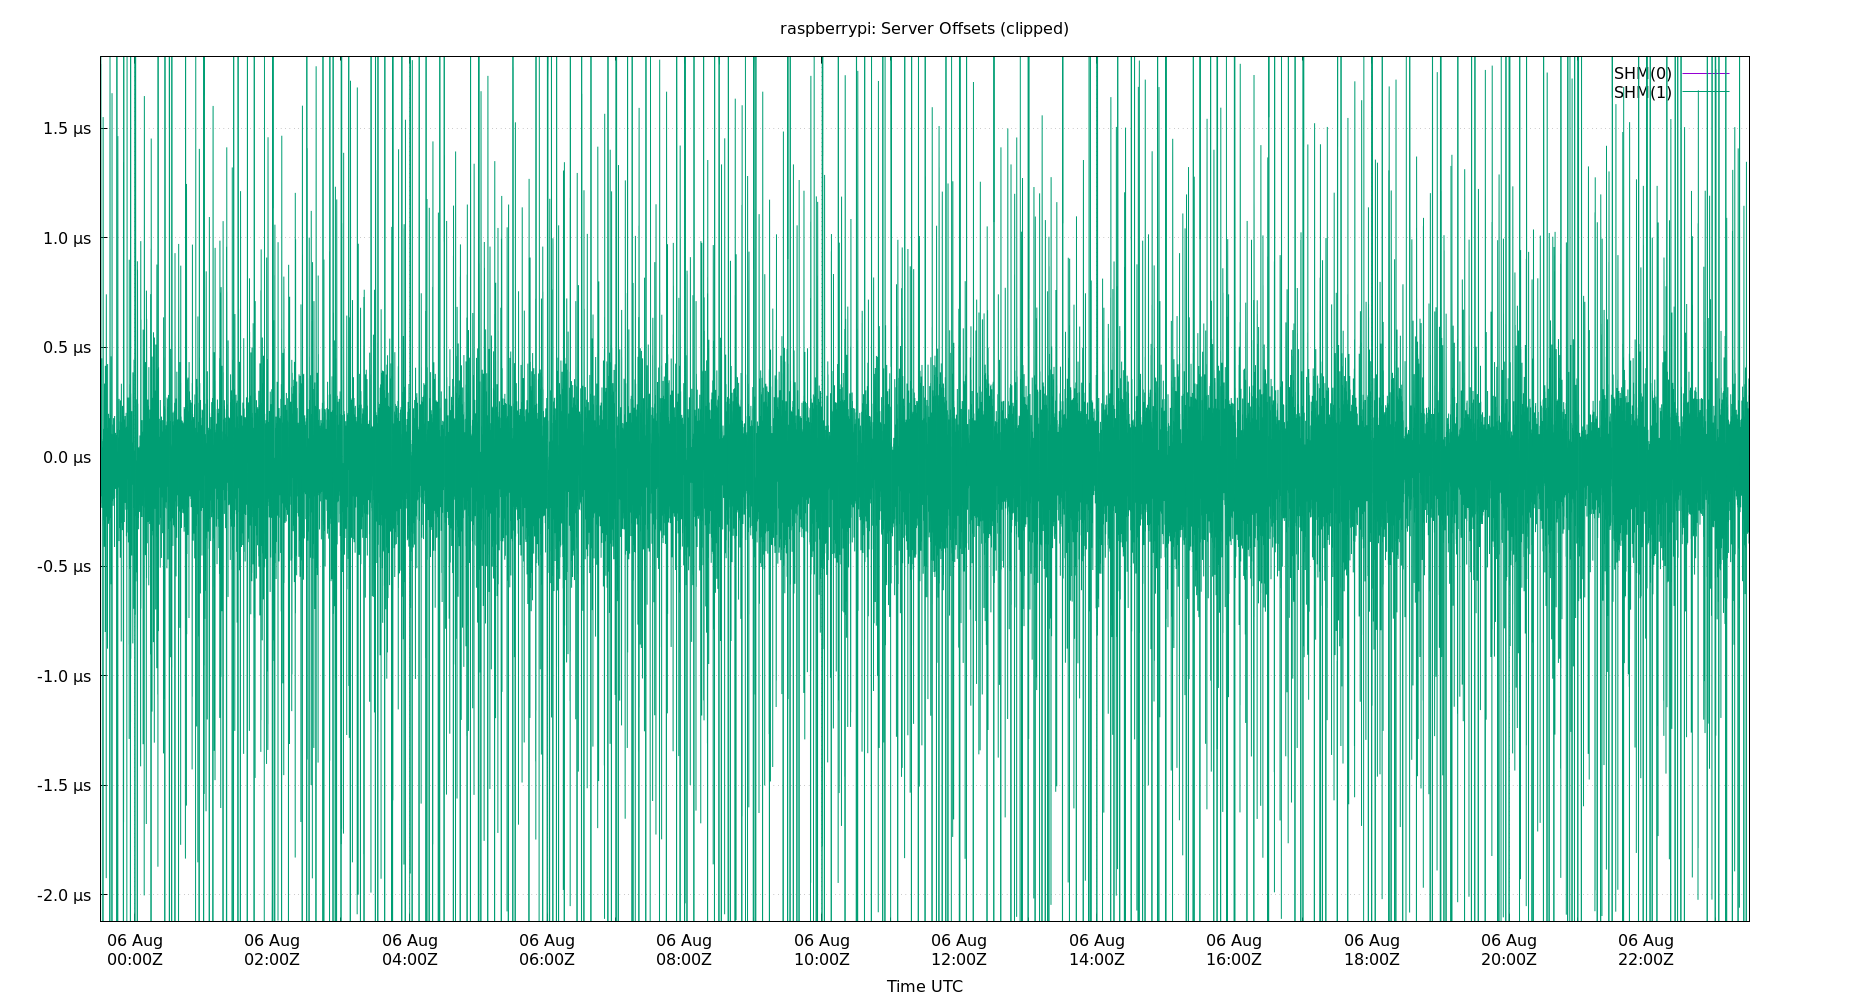 raspberrypi: Server Offsets (clipped)
SHM(0)
SHM(1)
1.5 µs
1.0 µs
0.5 µs
0.0 µs
-0.5 µs
-1.0 µs
-1.5 µs
-2.0 µs
06 Aug 06 Aug 06 Aug 06 Aug 06 Aug 06 Aug 06 Aug 06 Aug 06 Aug 06 Aug 06 Aug 06 Aug
00:00Z 02:00Z 04:00Z 06:00Z 08:00Z 10:00Z 12:00Z 14:00Z 16:00Z 18:00Z 20:00Z 22:00Z
Time UTC